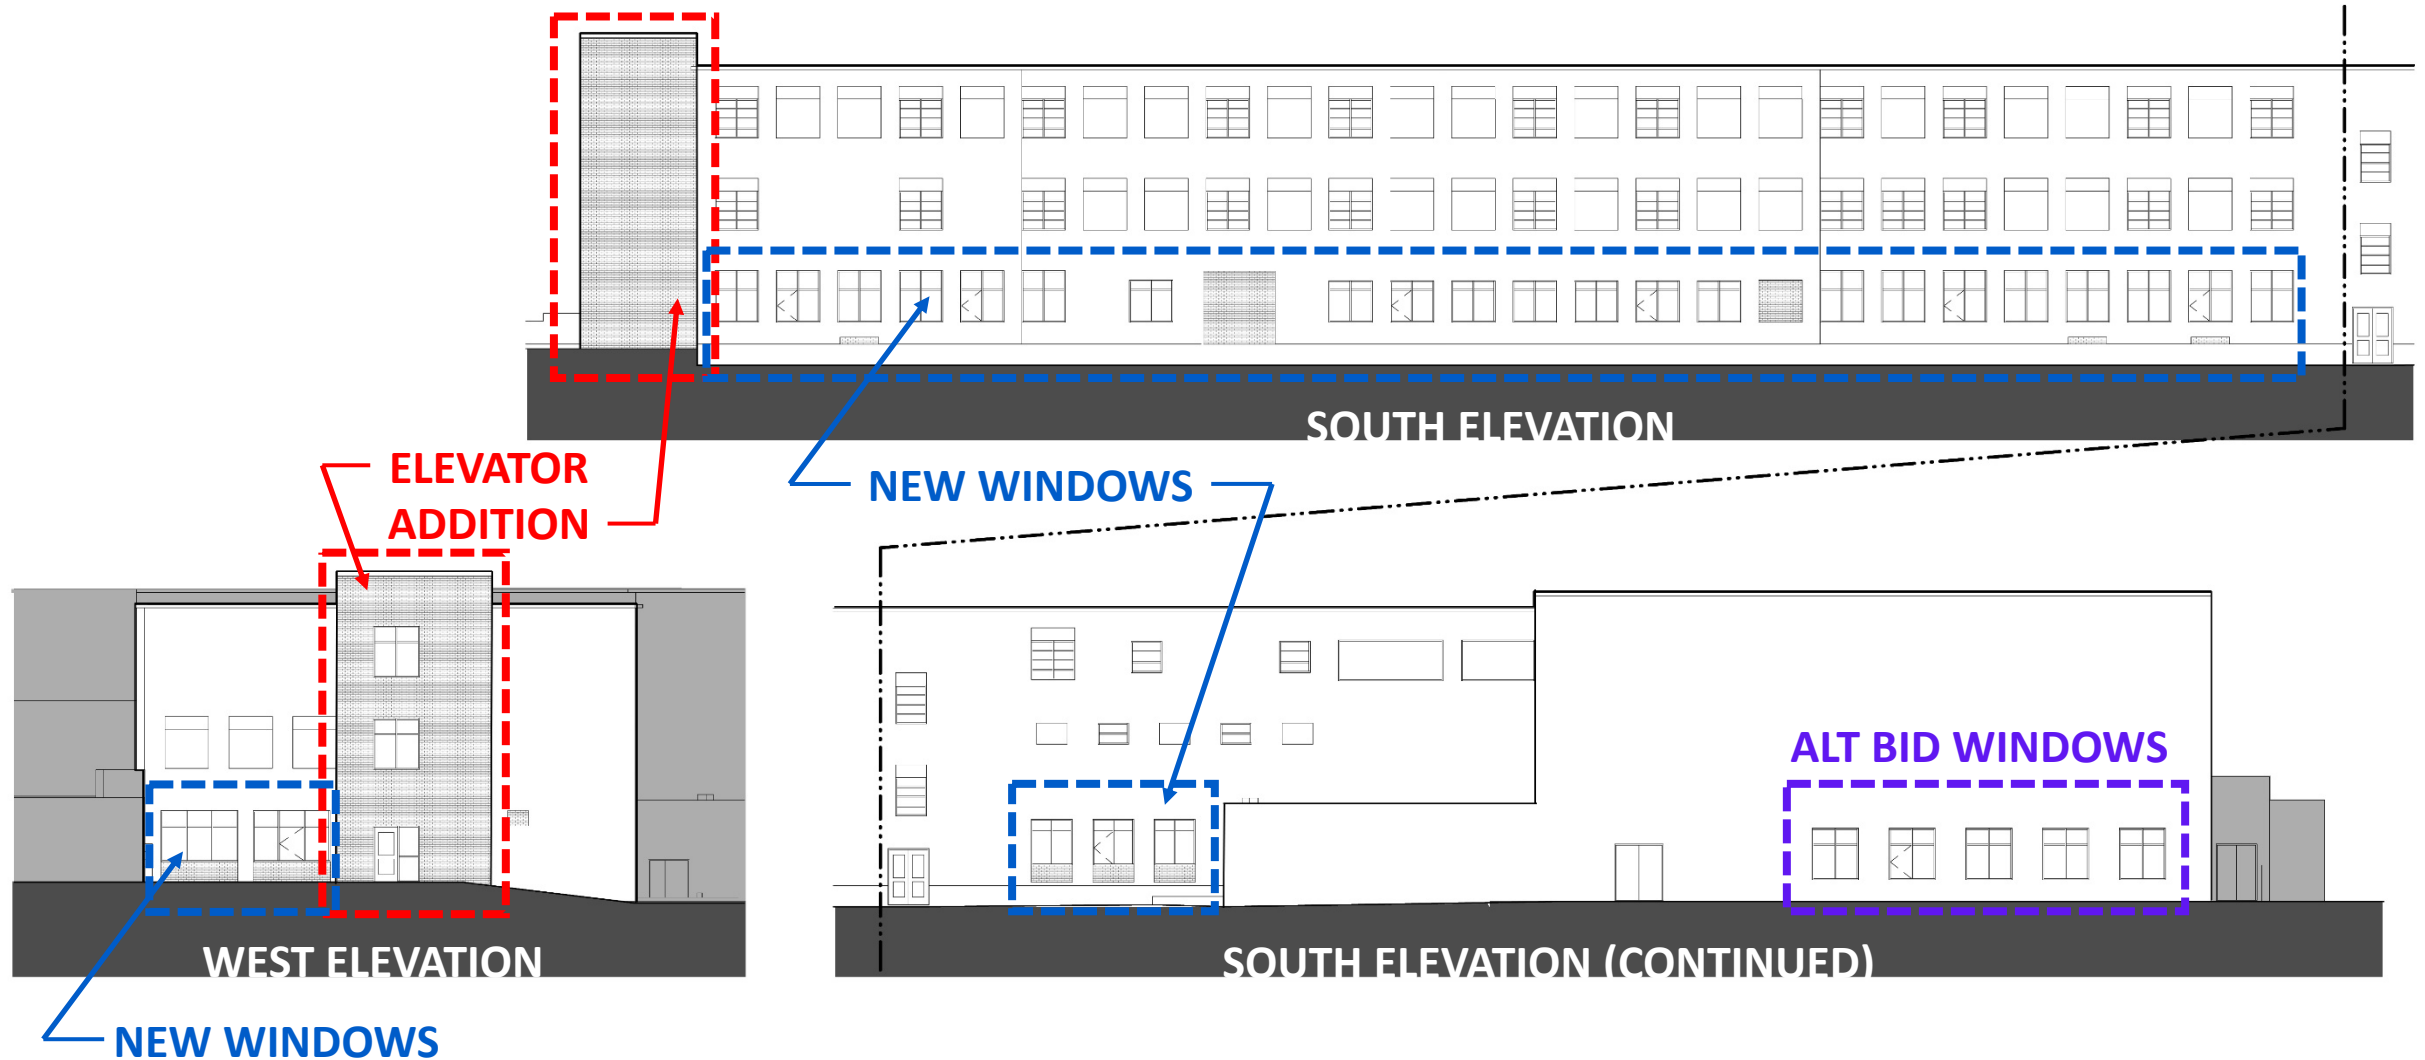 SOUTH ELEVATION
ELEVATOR
ADDITION
NEW WINDOWS
ALT BID WINDOWS
WEST ELEVATION
SOUTH ELEVATION (CONTINUED)
NEW WINDOWS